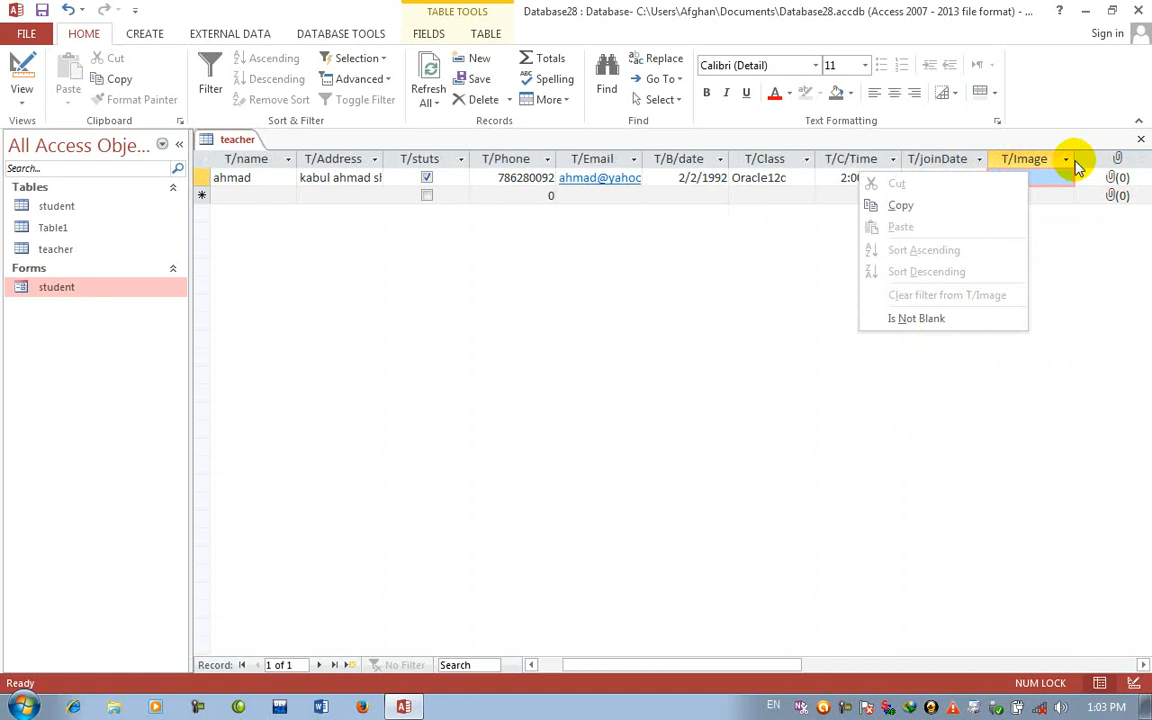 TABLE TOOLS
Database28 : Database- C:\Users\Afghan\Documents\Database28.accdb (Access 2007 - 2013 file format) - ...
FILE HOME CREATE EXTERNAL DATA DATABASE TOOLS FIELDS TABLE Sign in
View
Views
Paste
Cut
Copy
Format Painter
Clipboard
Filter
Ascending
Descending
Remove Sort
Selection
Advanced
Toggle Filter
Sort & Filter
Refresh
All
New
Save
Delete
Totals
Spelling
More
Records
Find
Replace
Go To
Select
Find
Calibri (Detail) 11
B I U A
Text Formatting
All Access Obje...
Search...
Tables
student
Table1
teacher
Forms
student
teacher
T/name T/Address T/stuts T/Phone T/Email T/B/date T/Class T/C/Time T/joinDate T/Image
ahmad kabul ahmad sh 786280092 ahmad@yahoc 2/2/1992 Oracle12c 2:00 (0)
0 (0)
Cut
Copy
Paste
Sort Ascending
Sort Descending
Clear filter from T/Image
Is Not Blank
Record: 1 of 1 No Filter Search
Ready NUM LOCK
EN 1:03 PM